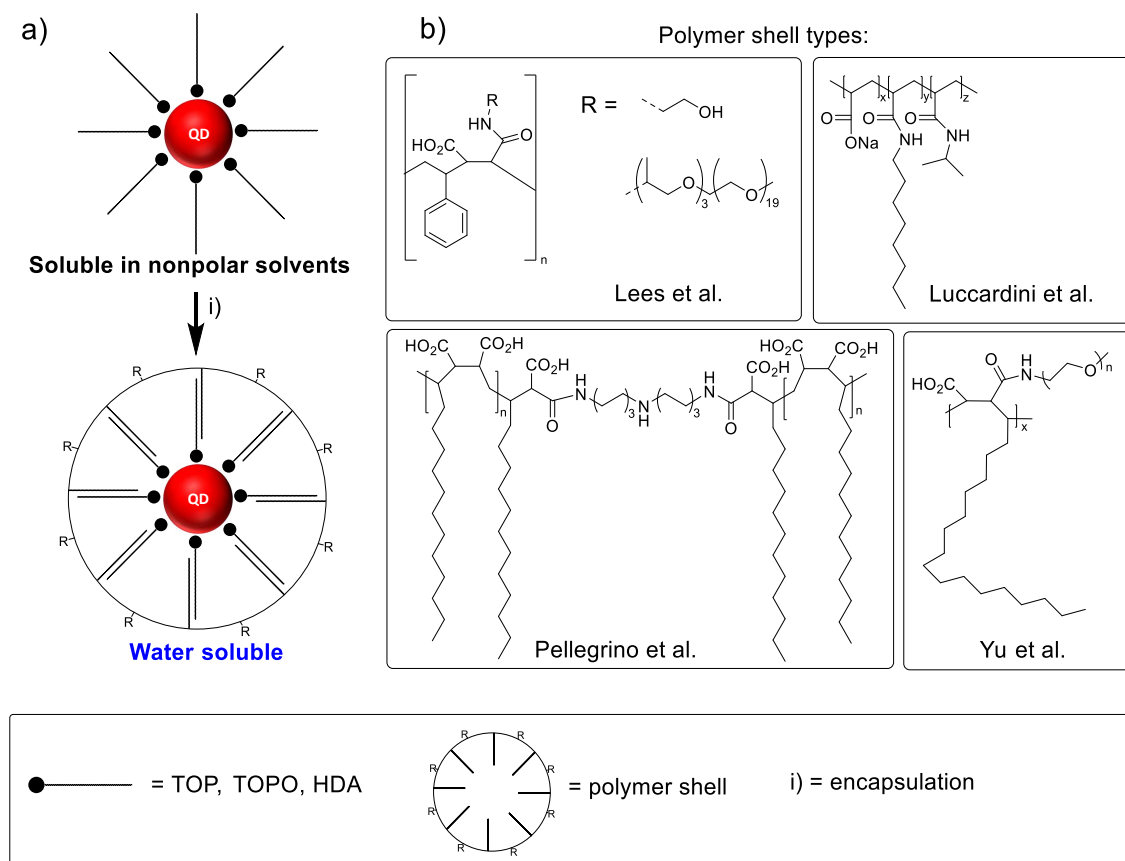 a)
QD
Soluble in nonpolar solvents
i)
R
R
R
R
R
R
R
R
QD
Water soluble
b)
Polymer shell types:
R
HN
O
HO2C
n
R =
OH
O
3
O
19
Lees et al.
x
y
z
O
O
O
ONa
NH
NH
Luccardini et al.
HO2C
CO2H
CO2H
CO2H
HO2C
n
O
H
N
3
N
H
3
H
N
O
n
Pellegrino et al.
HO2C
O
H
N
O
n
x
Yu et al.
= TOP, TOPO, HDA
R
R
R
R
R
R
R
R
= polymer shell
i) = encapsulation